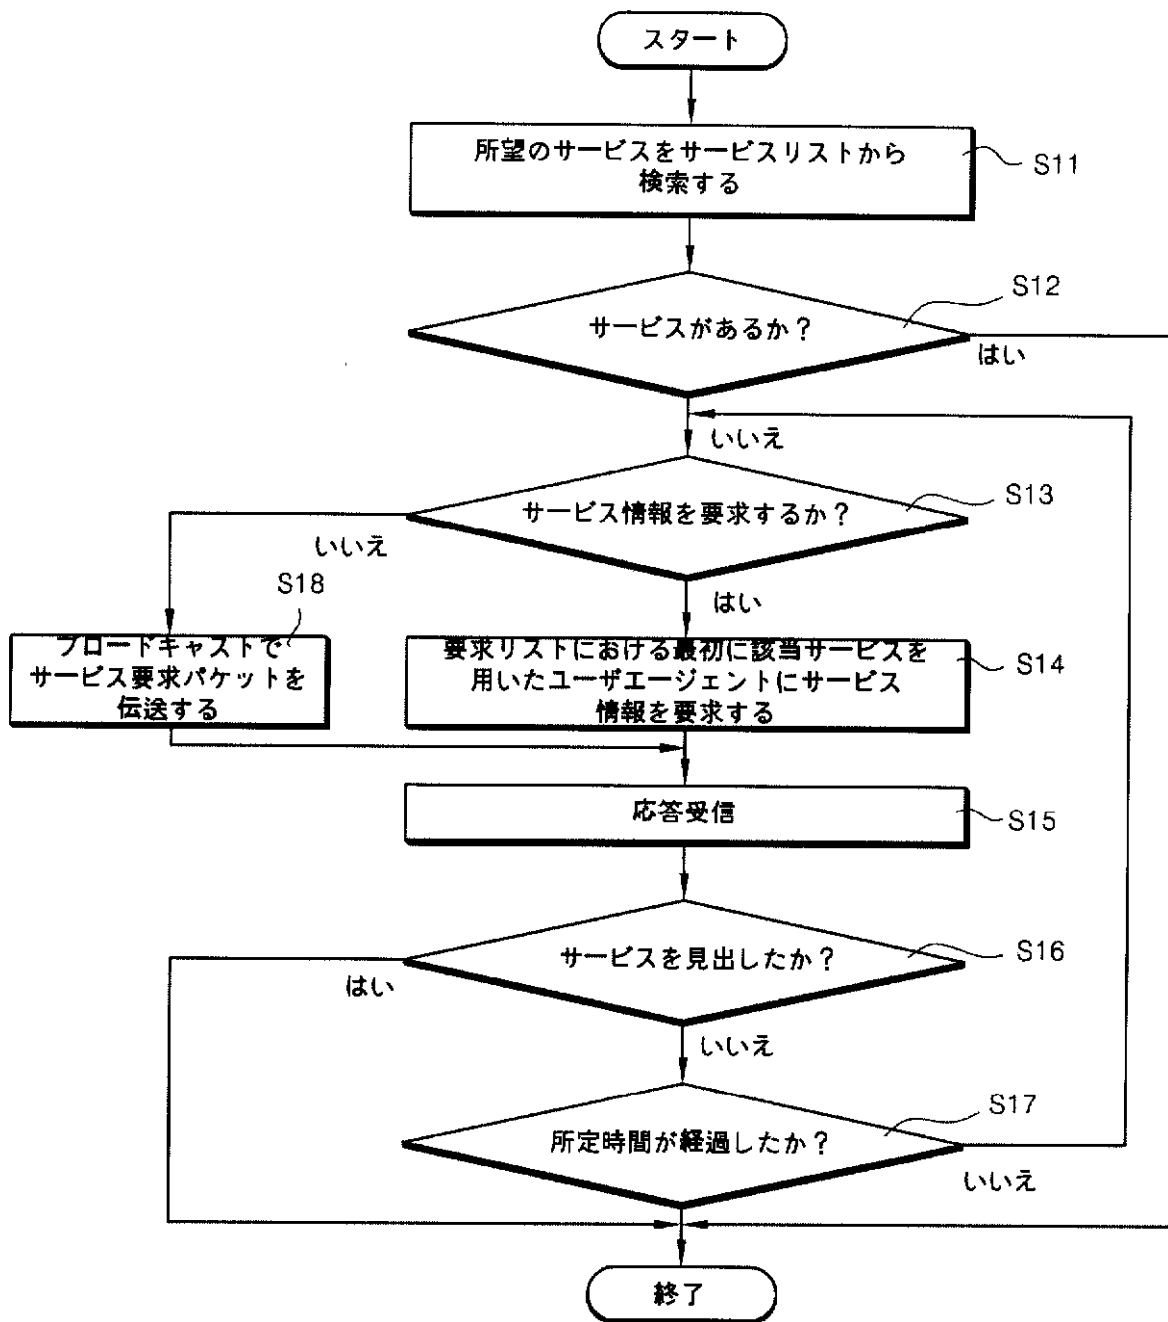 スタート
所望のサービスをサービスリストから
検索する
S11
サービスがあるか？
S12
はい
いいえ
サービス情報を要求するか？
S13
いいえ
はい
S18
ブロードキャストで
サービス要求パケットを
伝送する
要求リストにおける最初に該当サービスを
用いたユーザエージェントにサービス
情報を要求する
S14
応答受信
S15
サービスを見出したか？
S16
はい
いいえ
所定時間が経過したか？
S17
いいえ
終了